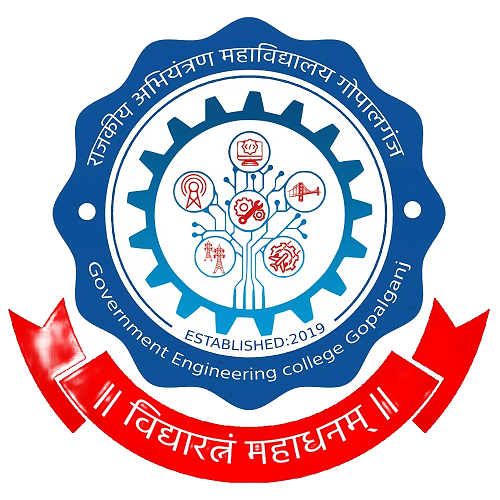 राजकीय अभियंत्रण महाविद्यालय गोपालगंज
ESTABLISHED:2019
Government Engineering college Gopalganj
॥ विद्यारत्नं महाधनम् ॥